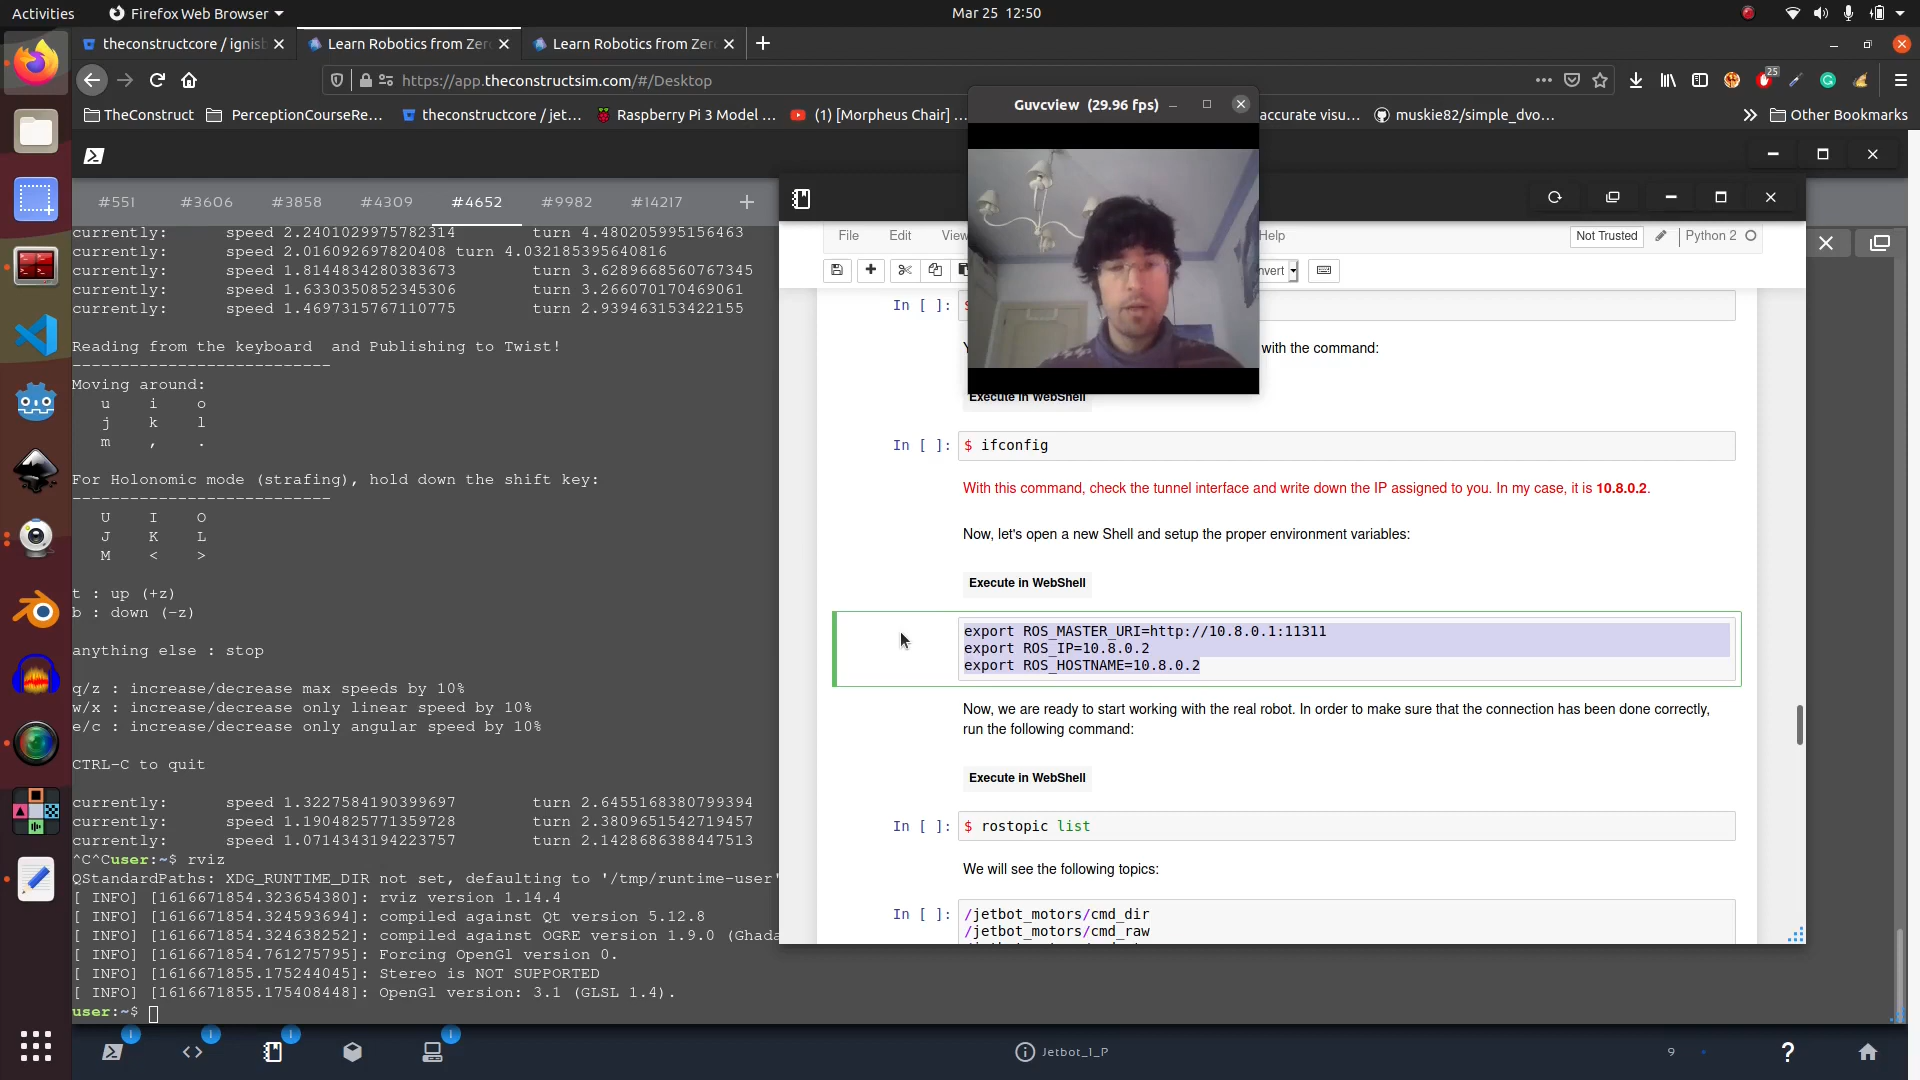 Activities
Firefox Web Browser
Mar 25 12:50
theconstructcore / ignisb
Learn Robotics from Zer
Learn Robotics from Zer
https://app.theconstructsim.com/#/Desktop
25
TheConstruct
PerceptionCourseRe...
theconstructcore / jet...
Raspberry Pi 3 Model ...
(1) [Morpheus Chair] ...
accurate visu...
muskie82/simple_dvo...
Other Bookmarks
Guvcview (29.96 fps)
#551
#3606
#3858
#4309
#4652
#9982
#14217
currently: speed 2.2401029975782314 turn 4.480205995156463
currently: speed 2.016092697820408 turn 4.032185395640816
currently: speed 1.8144834280383673 turn 3.6289668560767345
currently: speed 1.6330350852345306 turn 3.266070170469061
currently: speed 1.4697315767110775 turn 2.939463153422155
Reading from the keyboard  and Publishing to Twist!
---------------------------
Moving around:
u i o
j k l
m , .
For Holonomic mode (strafing), hold down the shift key:
---------------------------
U I O
J K L
M < >
t : up (+z)
b : down (-z)
anything else : stop
q/z : increase/decrease max speeds by 10%
w/x : increase/decrease only linear speed by 10%
e/c : increase/decrease only angular speed by 10%
CTRL-C to quit
currently: speed 1.3227584190399697 turn 2.6455168380799394
currently: speed 1.1904825771359728 turn 2.3809651542719457
currently: speed 1.0714343194223757 turn 2.1428686388447513
^C^Cuser:~$ rviz
QStandardPaths: XDG_RUNTIME_DIR not set, defaulting to '/tmp/runtime-user'
[ INFO] [1616671854.323654380]: rviz version 1.14.4
[ INFO] [1616671854.324593694]: compiled against Qt version 5.12.8
[ INFO] [1616671854.324638252]: compiled against OGRE version 1.9.0 (Ghada
[ INFO] [1616671854.761275795]: Forcing OpenGl version 0.
[ INFO] [1616671855.175244045]: Stereo is NOT SUPPORTED
[ INFO] [1616671855.175408448]: OpenGl version: 3.1 (GLSL 1.4).
user:~$
File
Edit
View
Help
Not Trusted
Python 2
nvert
In [ ]:
with the command:
Execute in WebShell
In [ ]: $ ifconfig
With this command, check the tunnel interface and write down the IP assigned to you. In my case, it is 10.8.0.2.
Now, let's open a new Shell and setup the proper environment variables:
Execute in WebShell
export ROS_MASTER_URI=http://10.8.0.1:11311
export ROS_IP=10.8.0.2
export ROS_HOSTNAME=10.8.0.2
Now, we are ready to start working with the real robot. In order to make sure that the connection has been done correctly,
run the following command:
Execute in WebShell
In [ ]: $ rostopic list
We will see the following topics:
In [ ]: /jetbot_motors/cmd_dir
/jetbot_motors/cmd_raw
Jetbot_1_P
9
?